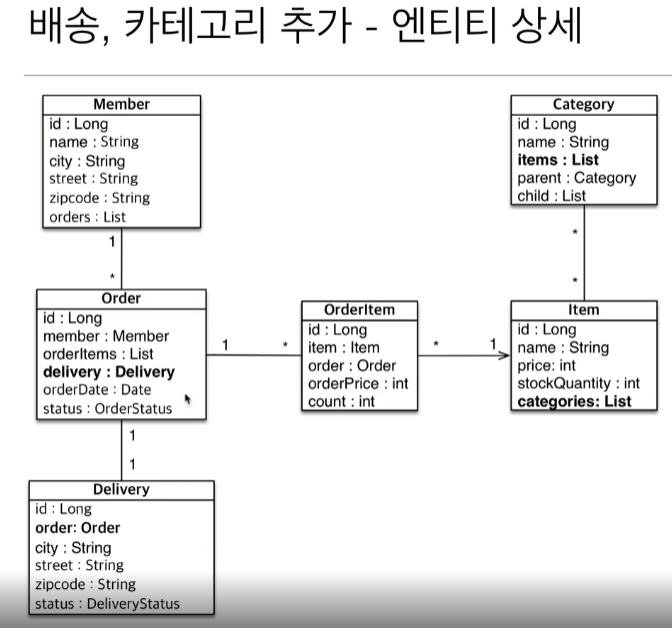 배송, 카테고리 추가 - 엔티티 상세
Member
id : Long
name : String
city : String
street : String
zipcode : String
orders : List
Category
id : Long
name : String
items : List
parent : Category
child : List
1
*
*
*
Order
id : Long
member : Member
orderItems : List
delivery : Delivery
orderDate : Date
status : OrderStatus
1
*
OrderItem
id : Long
item : Item
order : Order
orderPrice : int
count : int
*
1
Item
id : Long
name : String
price: int
stockQuantity : int
categories: List
1
1
Delivery
id : Long
order: Order
city : String
street : String
zipcode : String
status : DeliveryStatus